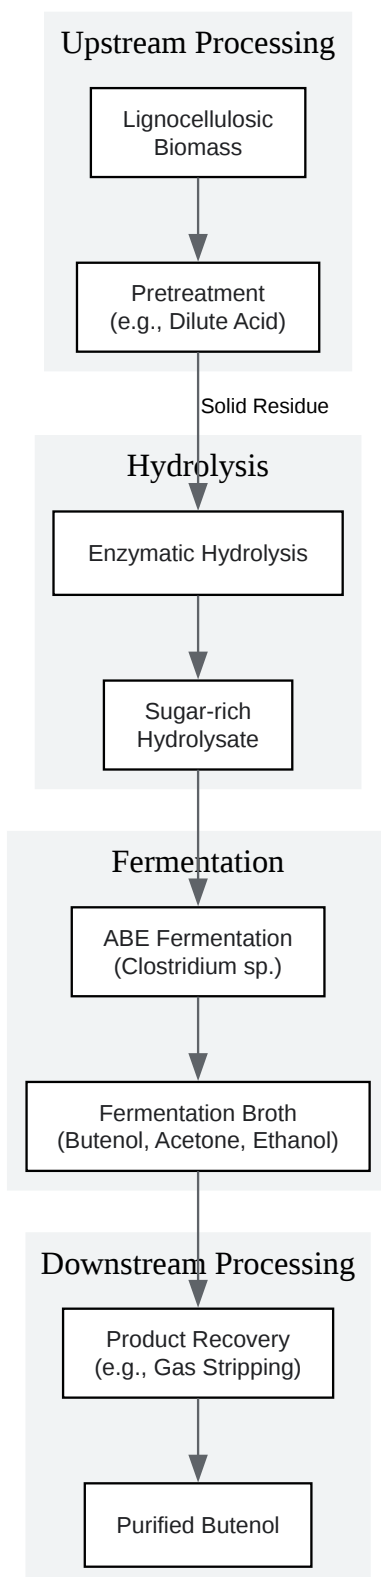 Upstream Processing
Lignocellulosic
Biomass
Pretreatment
(e.g., Dilute Acid)
Solid Residue
Hydrolysis
Enzymatic Hydrolysis
Sugar-rich
Hydrolysate
Fermentation
ABE Fermentation
(Clostridium sp.)
Fermentation Broth
(Butenol, Acetone, Ethanol)
Downstream Processing
Product Recovery
(e.g., Gas Stripping)
Purified Butenol